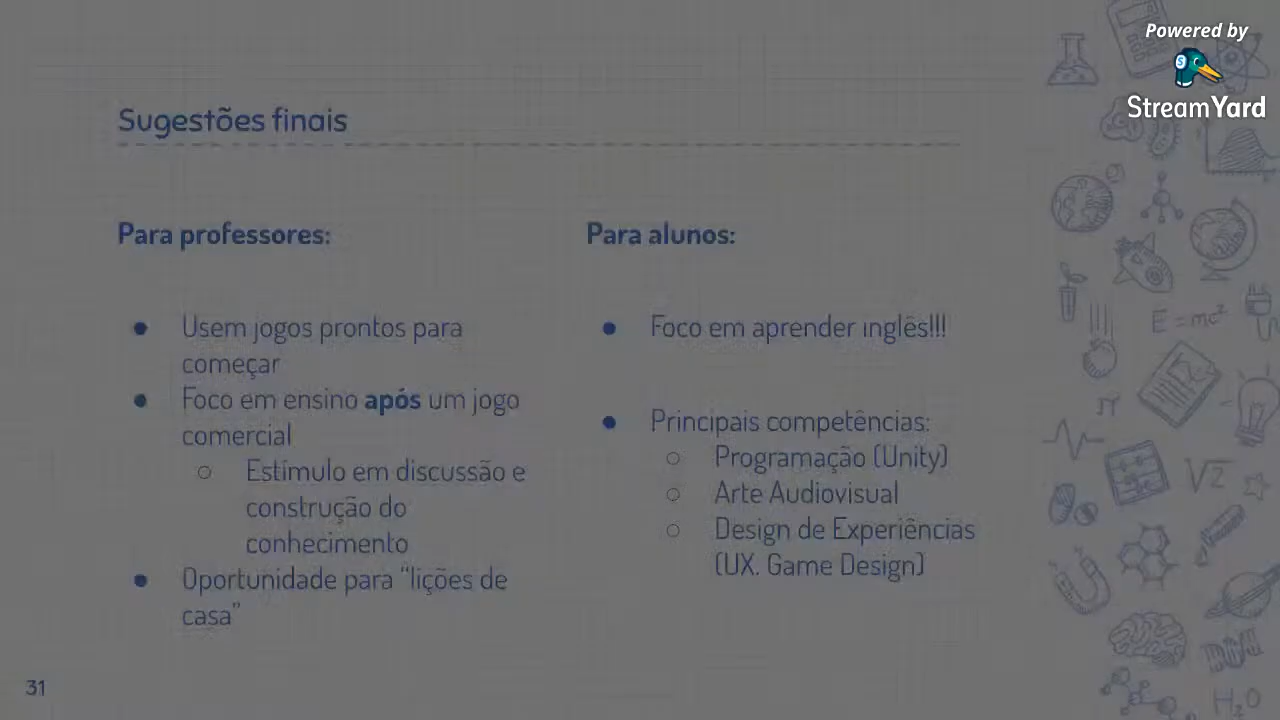 Powered by
StreamYard
Sugestões finais
Para professores:
● Usem jogos prontos para
começar
● Foco em ensino após um jogo
comercial
○ Estímulo em discussão e
construção do
conhecimento
● Oportunidade para “lições de
casa”
Para alunos:
● Foco em aprender inglês!!!
● Principais competências:
○ Programação (Unity)
○ Arte Audiovisual
○ Design de Experiências
(UX. Game Design)
E = mc²
π
√2
H₂O
31